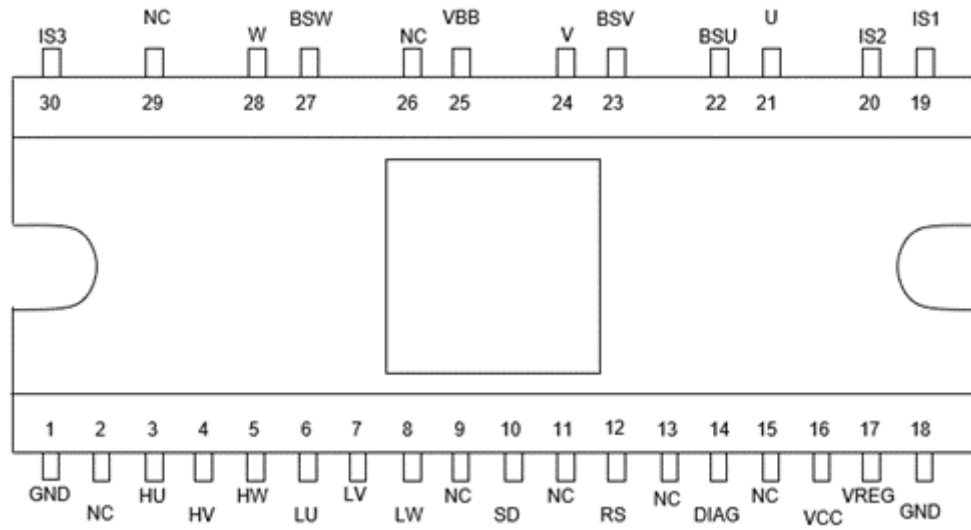 NC BSW VBB BSV U IS1
IS3 W NC V BSU IS2
30 29 28 27 26 25 24 23 22 21 20 19
1 2 3 4 5 6 7 8 9 10 11 12 13 14 15 16 17 18
GND HU HW LV NC NC NC NC VREG
NC HV LU LW SD RS DIAG VCC GND